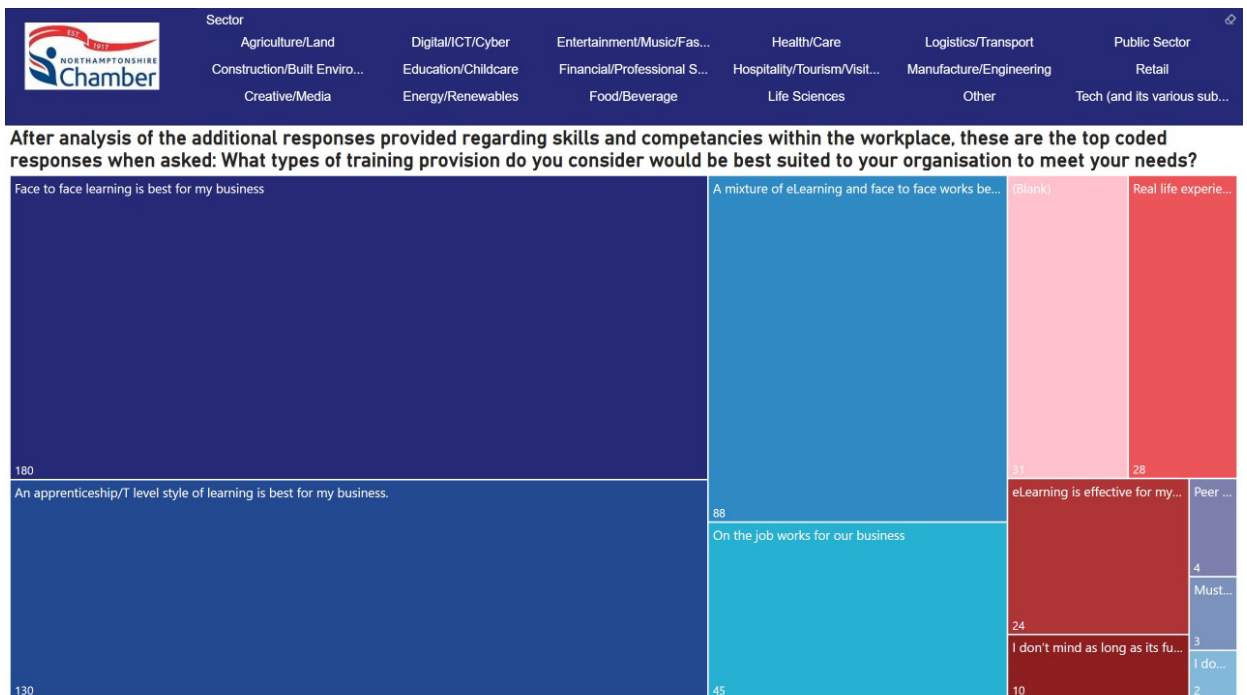 EST. 1917
NORTHAMPTONSHIRE
Chamber
Sector
Agriculture/Land
Digital/ICT/Cyber
Entertainment/Music/Fas...
Health/Care
Logistics/Transport
Public Sector
Construction/Built Enviro...
Education/Childcare
Financial/Professional S...
Hospitality/Tourism/Visit...
Manufacture/Engineering
Retail
Creative/Media
Energy/Renewables
Food/Beverage
Life Sciences
Other
Tech (and its various sub...
After analysis of the additional responses provided regarding skills and competancies within the workplace, these are the top coded
responses when asked: What types of training provision do you consider would be best suited to your organisation to meet your needs?
Face to face learning is best for my business
180
An apprenticeship/T level style of learning is best for my business.
130
A mixture of eLearning and face to face works be...
88
On the job works for our business
45
(Blank)
31
Real life experie...
28
eLearning is effective for my...
24
I don't mind as long as its fu...
10
Peer ...
4
Must...
3
I do...
2